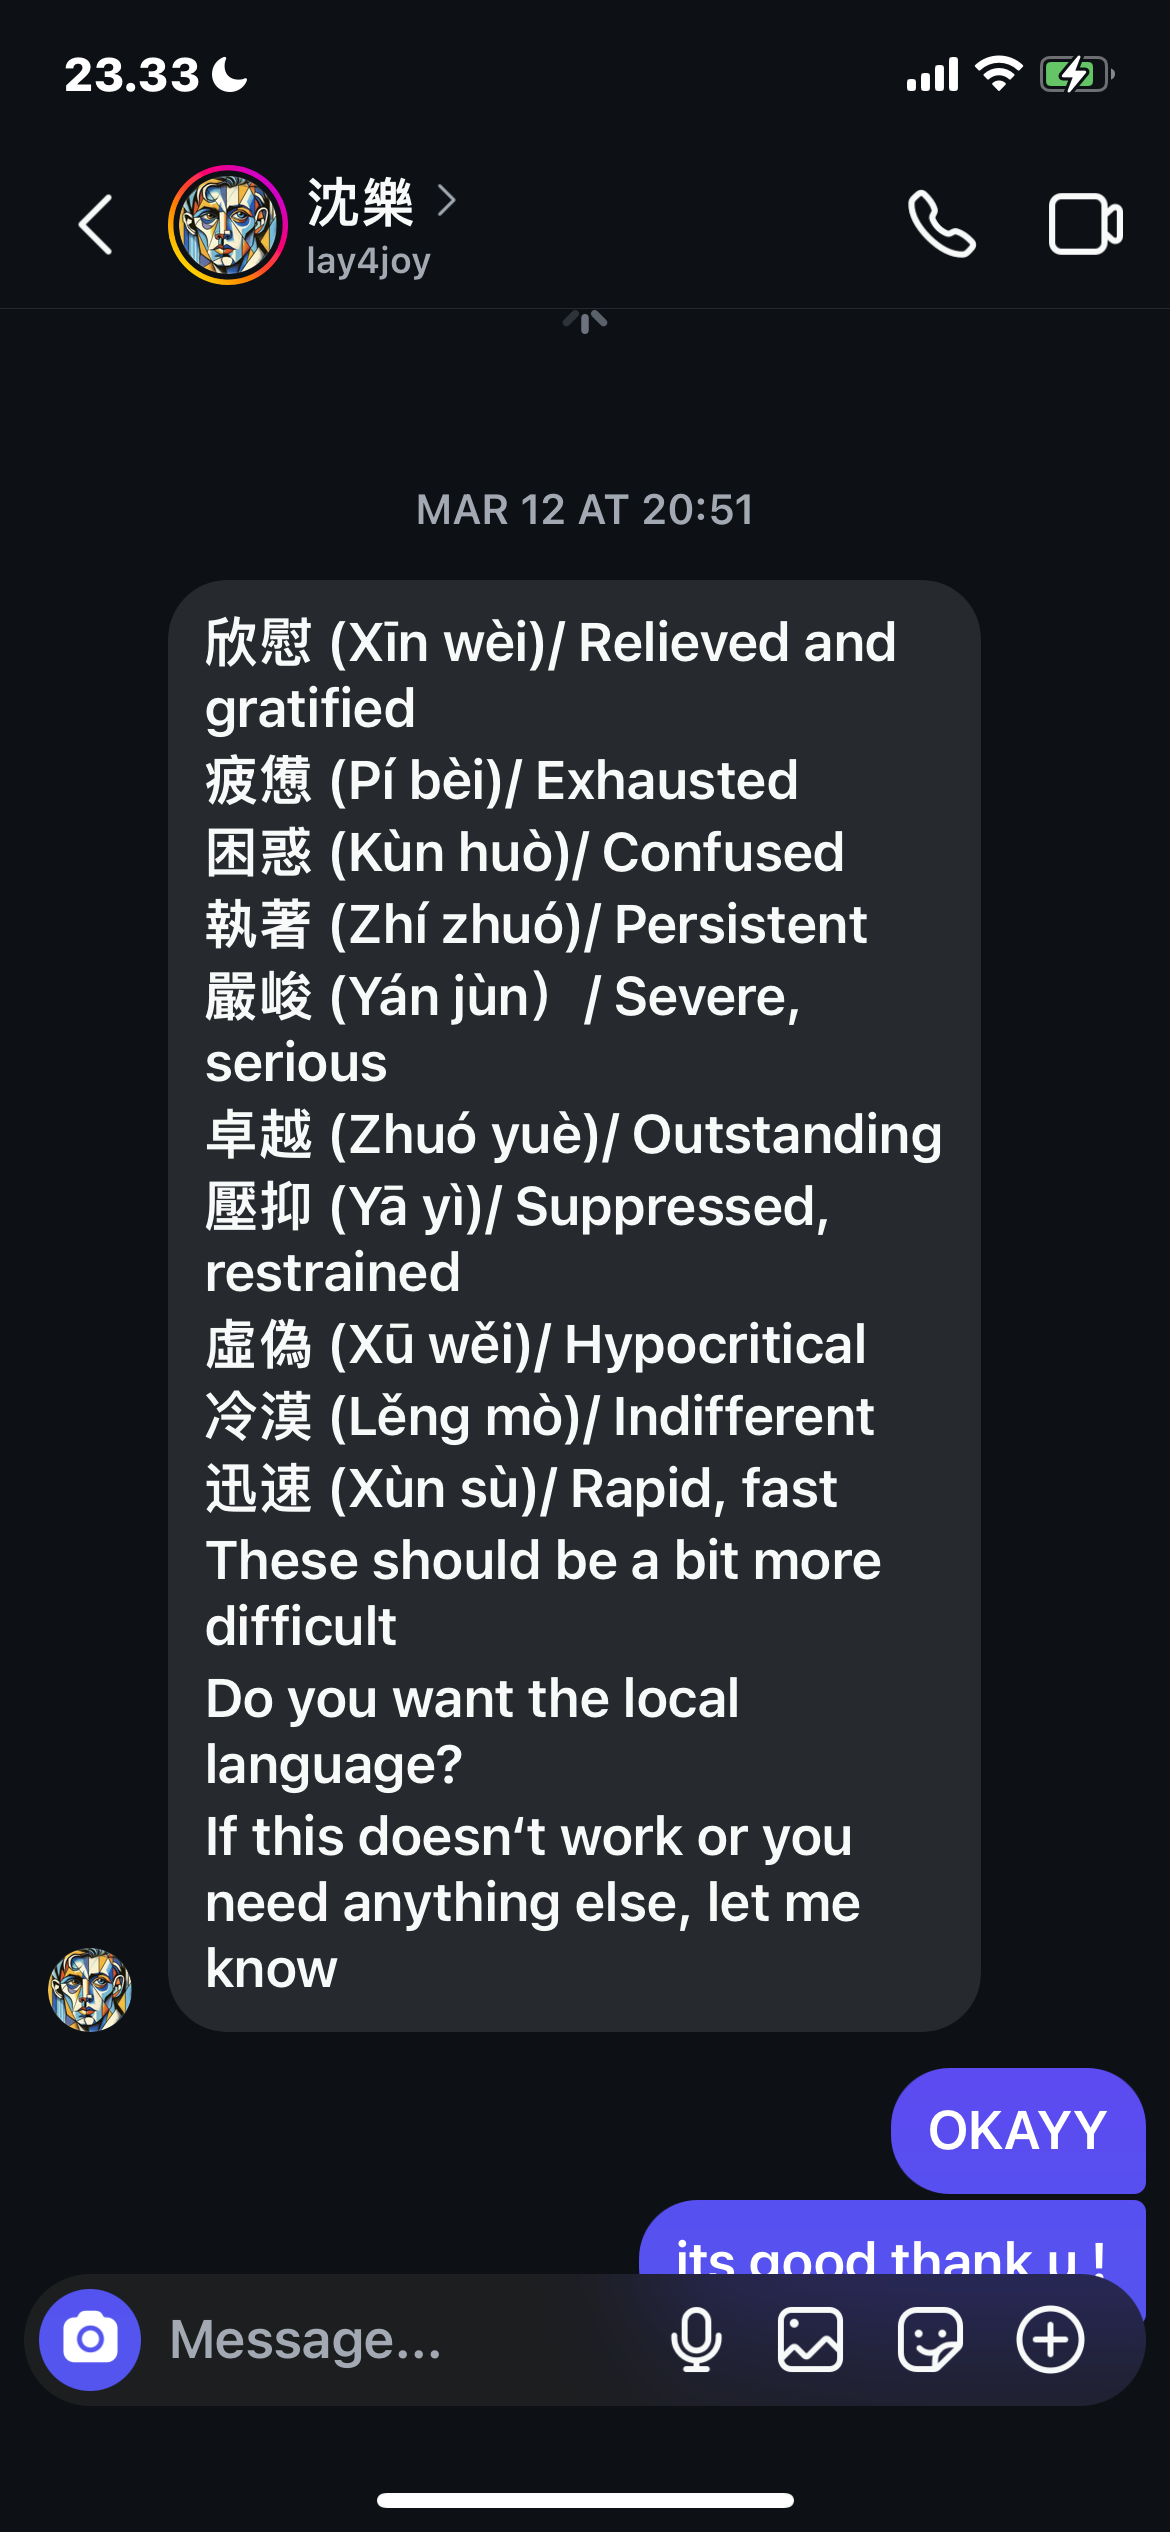 23.33
沈樂
lay4joy
MAR 12 AT 20:51
欣慰 (Xīn wèi)/ Relieved and
gratified
疲憊 (Pí bèi)/ Exhausted
困惑 (Kùn huò)/ Confused
執著 (Zhí zhuó)/ Persistent
嚴峻 (Yán jùn） / Severe,
serious
卓越 (Zhuó yuè)/ Outstanding
壓抑 (Yā yì)/ Suppressed,
restrained
虛偽 (Xū wěi)/ Hypocritical
冷漠 (Lěng mò)/ Indifferent
迅速 (Xùn sù)/ Rapid, fast
These should be a bit more
difficult
Do you want the local
language?
If this doesn‘t work or you
need anything else, let me
know
OKAYY
its good thank u !
Message...